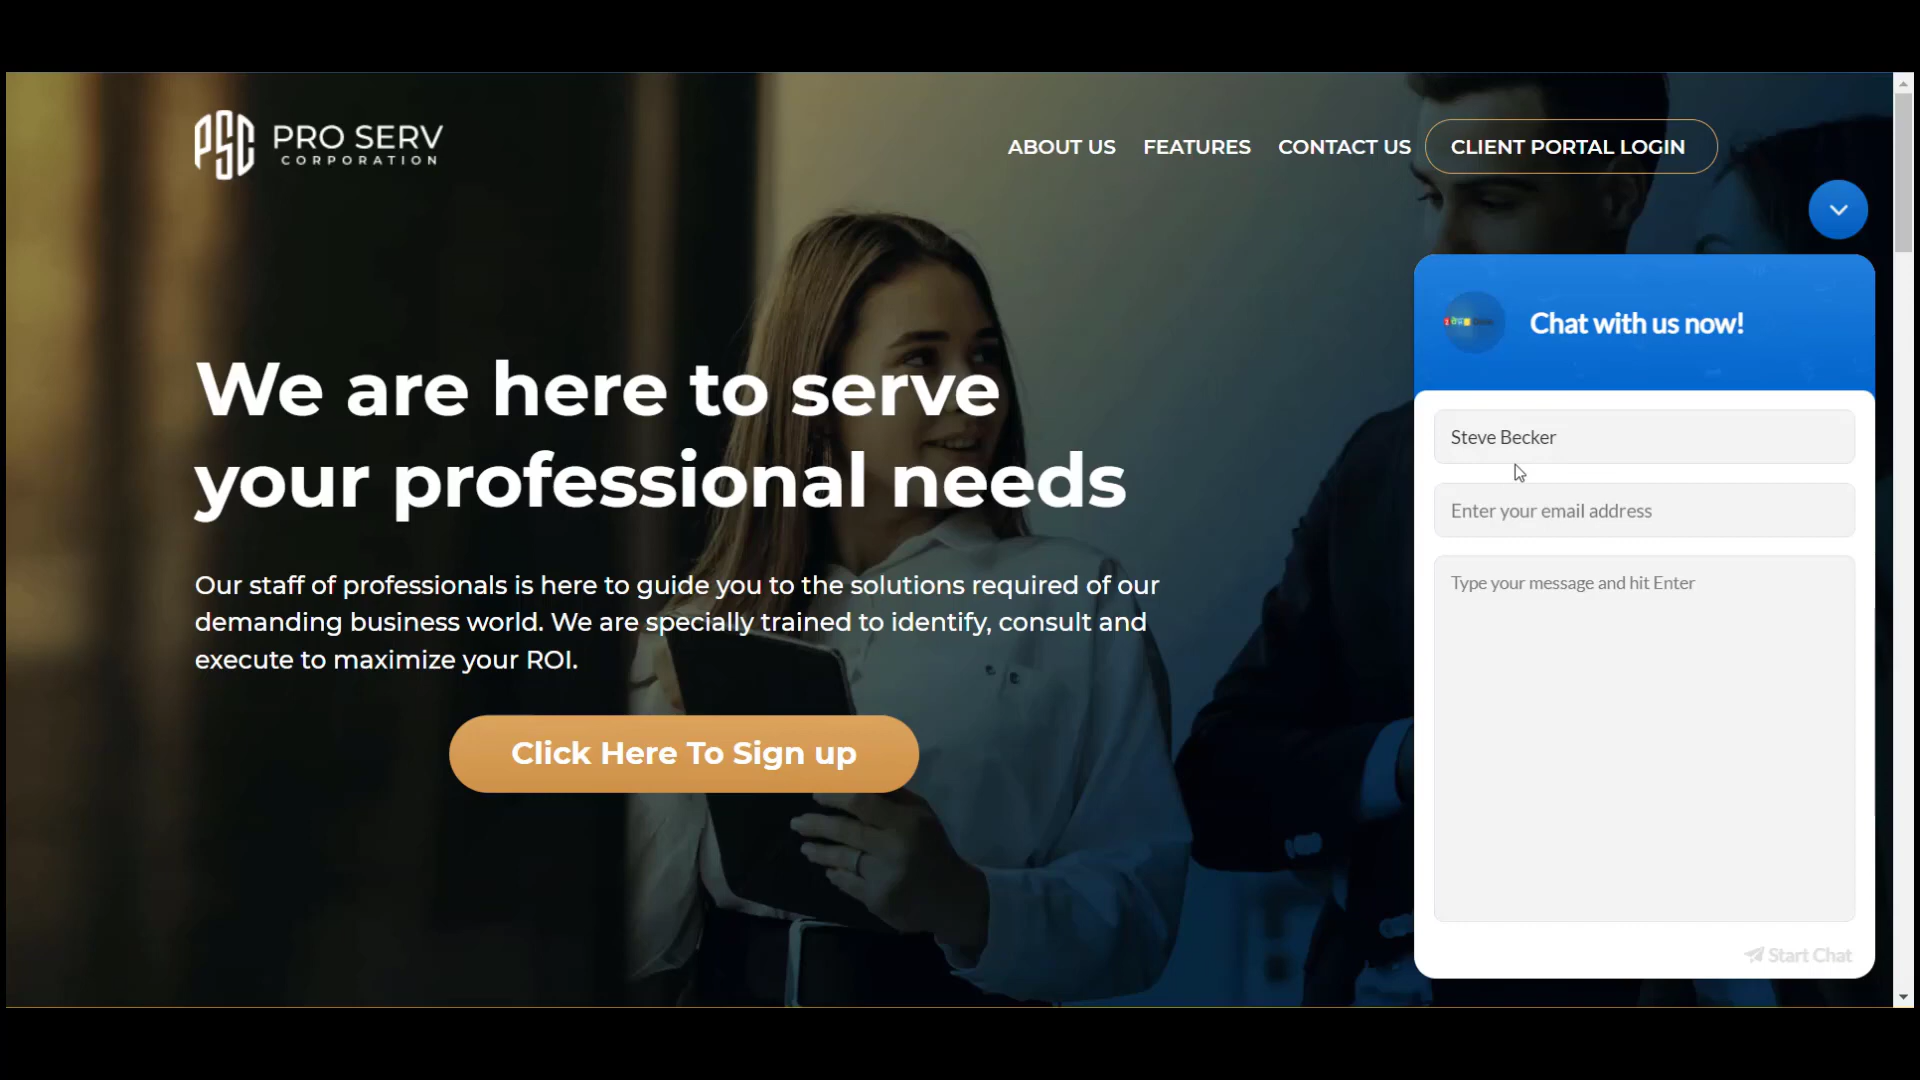 PSC PRO SERV
CORPORATION
ABOUT US FEATURES CONTACT US CLIENT PORTAL LOGIN
We are here to serve
your professional needs
Our staff of professionals is here to guide you to the solutions required of our
demanding business world. We are specially trained to identify, consult and
execute to maximize your ROI.
Click Here To Sign up
Chat with us now!
Steve Becker
Enter your email address
Type your message and hit Enter
Start Chat